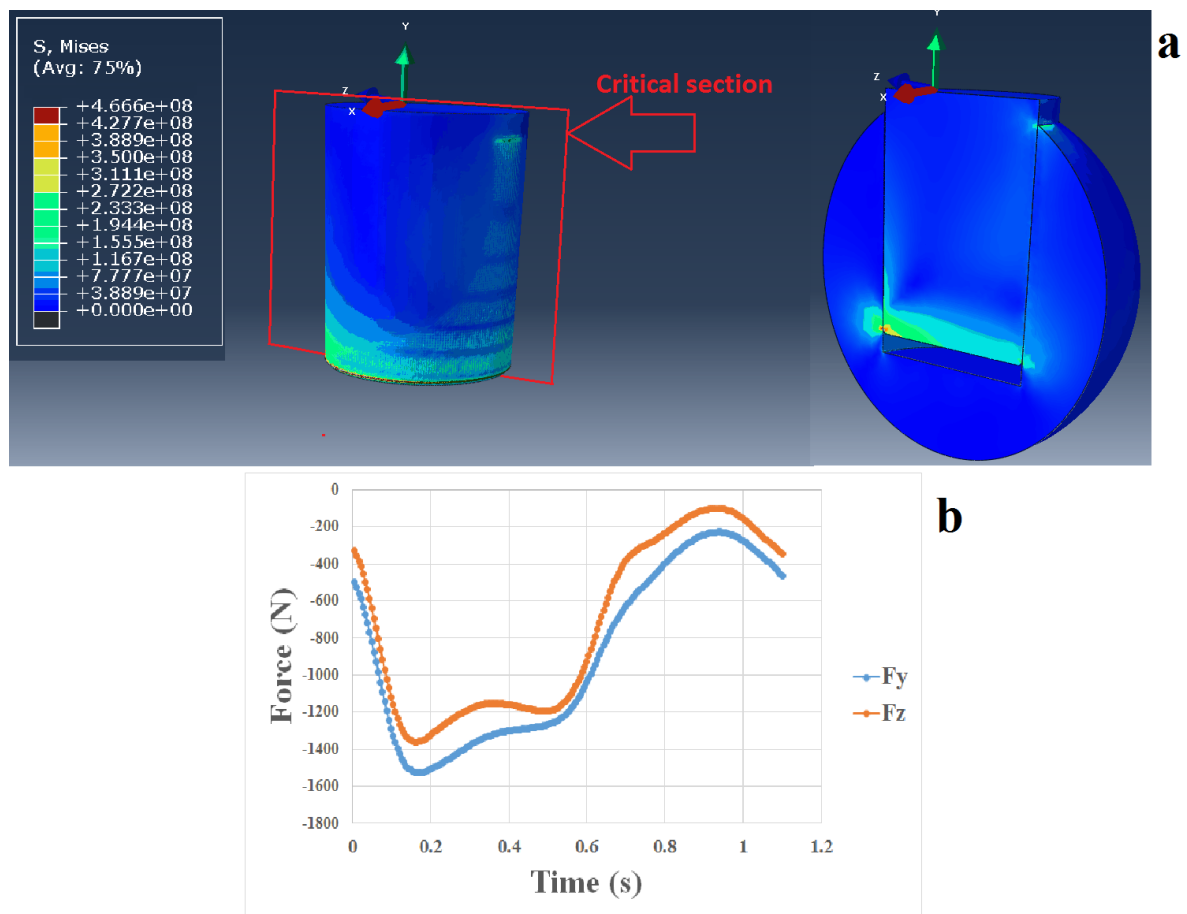 a
S, Mises
(Avg: 75%)
+4.666e+08
+4.277e+08
+3.889e+08
+3.500e+08
+3.111e+08
+2.722e+08
+2.333e+08
+1.944e+08
+1.555e+08
+1.167e+08
+7.777e+07
+3.889e+07
+0.000e+00
Y
Z
X
Critical section
Y
Z
X
b
0
-200
-400
-600
-800
-1000
-1200
-1400
-1600
-1800
Force (N)
0 0.2 0.4 0.6 0.8 1 1.2
Time (s)
Fy
Fz